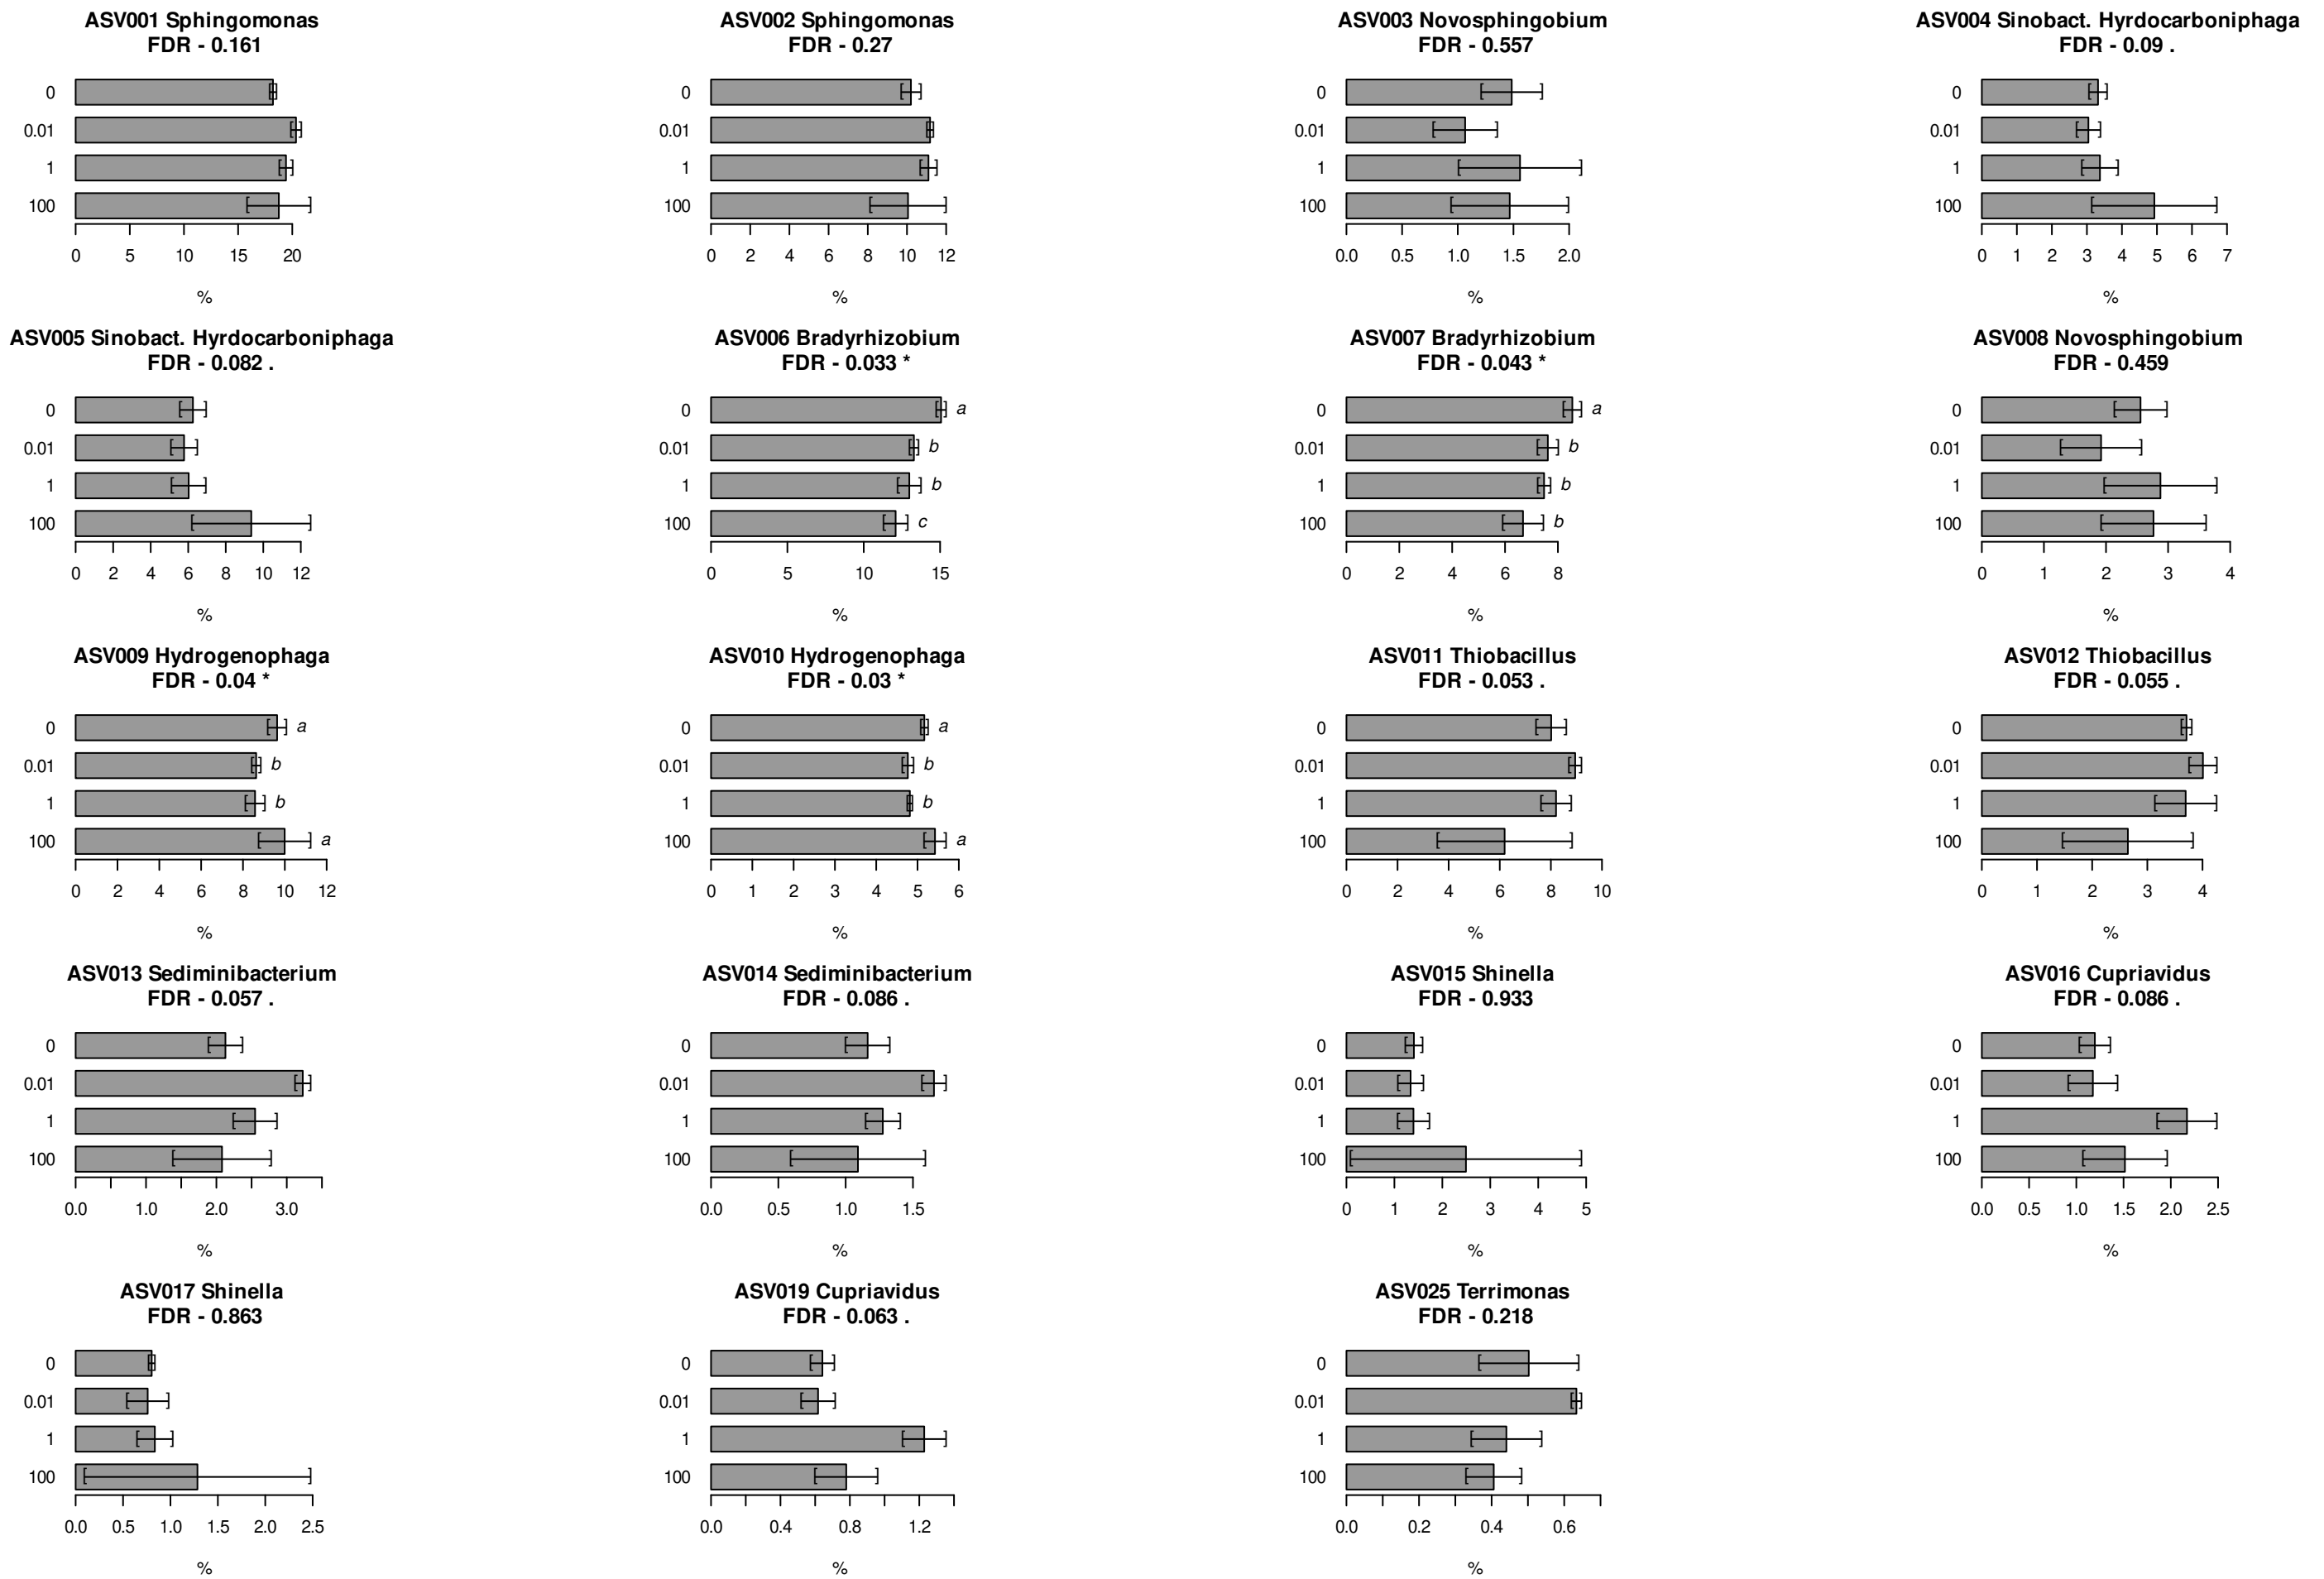 ASV001 Sphingomonas
FDR - 0.161
0
0.01
1
100
0 5 10 15 20
%
ASV002 Sphingomonas
FDR - 0.27
0
0.01
1
100
0 2 4 6 8 10 12
%
ASV003 Novosphingobium
FDR - 0.557
0
0.01
1
100
0.0 0.5 1.0 1.5 2.0
%
ASV004 Sinobact. Hyrdocarboniphaga
FDR - 0.09 .
0
0.01
1
100
0 1 2 3 4 5 6 7
%
ASV005 Sinobact. Hyrdocarboniphaga
FDR - 0.082 .
0
0.01
1
100
0 2 4 6 8 10 12
%
ASV006 Bradyrhizobium
FDR - 0.033 *
0 a
0.01 b
1 b
100 c
0 5 10 15
%
ASV007 Bradyrhizobium
FDR - 0.043 *
0 a
0.01 b
1 b
100 b
0 2 4 6 8
%
ASV008 Novosphingobium
FDR - 0.459
0
0.01
1
100
0 1 2 3 4
%
ASV009 Hydrogenophaga
FDR - 0.04 *
0 a
0.01 b
1 b
100 a
0 2 4 6 8 10 12
%
ASV010 Hydrogenophaga
FDR - 0.03 *
0 a
0.01 b
1 b
100 a
0 1 2 3 4 5 6
%
ASV011 Thiobacillus
FDR - 0.053 .
0
0.01
1
100
0 2 4 6 8 10
%
ASV012 Thiobacillus
FDR - 0.055 .
0
0.01
1
100
0 1 2 3 4
%
ASV013 Sediminibacterium
FDR - 0.057 .
0
0.01
1
100
0.0 1.0 2.0 3.0
%
ASV014 Sediminibacterium
FDR - 0.086 .
0
0.01
1
100
0.0 0.5 1.0 1.5
%
ASV015 Shinella
FDR - 0.933
0
0.01
1
100
0 1 2 3 4 5
%
ASV016 Cupriavidus
FDR - 0.086 .
0
0.01
1
100
0.0 0.5 1.0 1.5 2.0 2.5
%
ASV017 Shinella
FDR - 0.863
0
0.01
1
100
0.0 0.5 1.0 1.5 2.0 2.5
%
ASV019 Cupriavidus
FDR - 0.063 .
0
0.01
1
100
0.0 0.4 0.8 1.2
%
ASV025 Terrimonas
FDR - 0.218
0
0.01
1
100
0.0 0.2 0.4 0.6
%